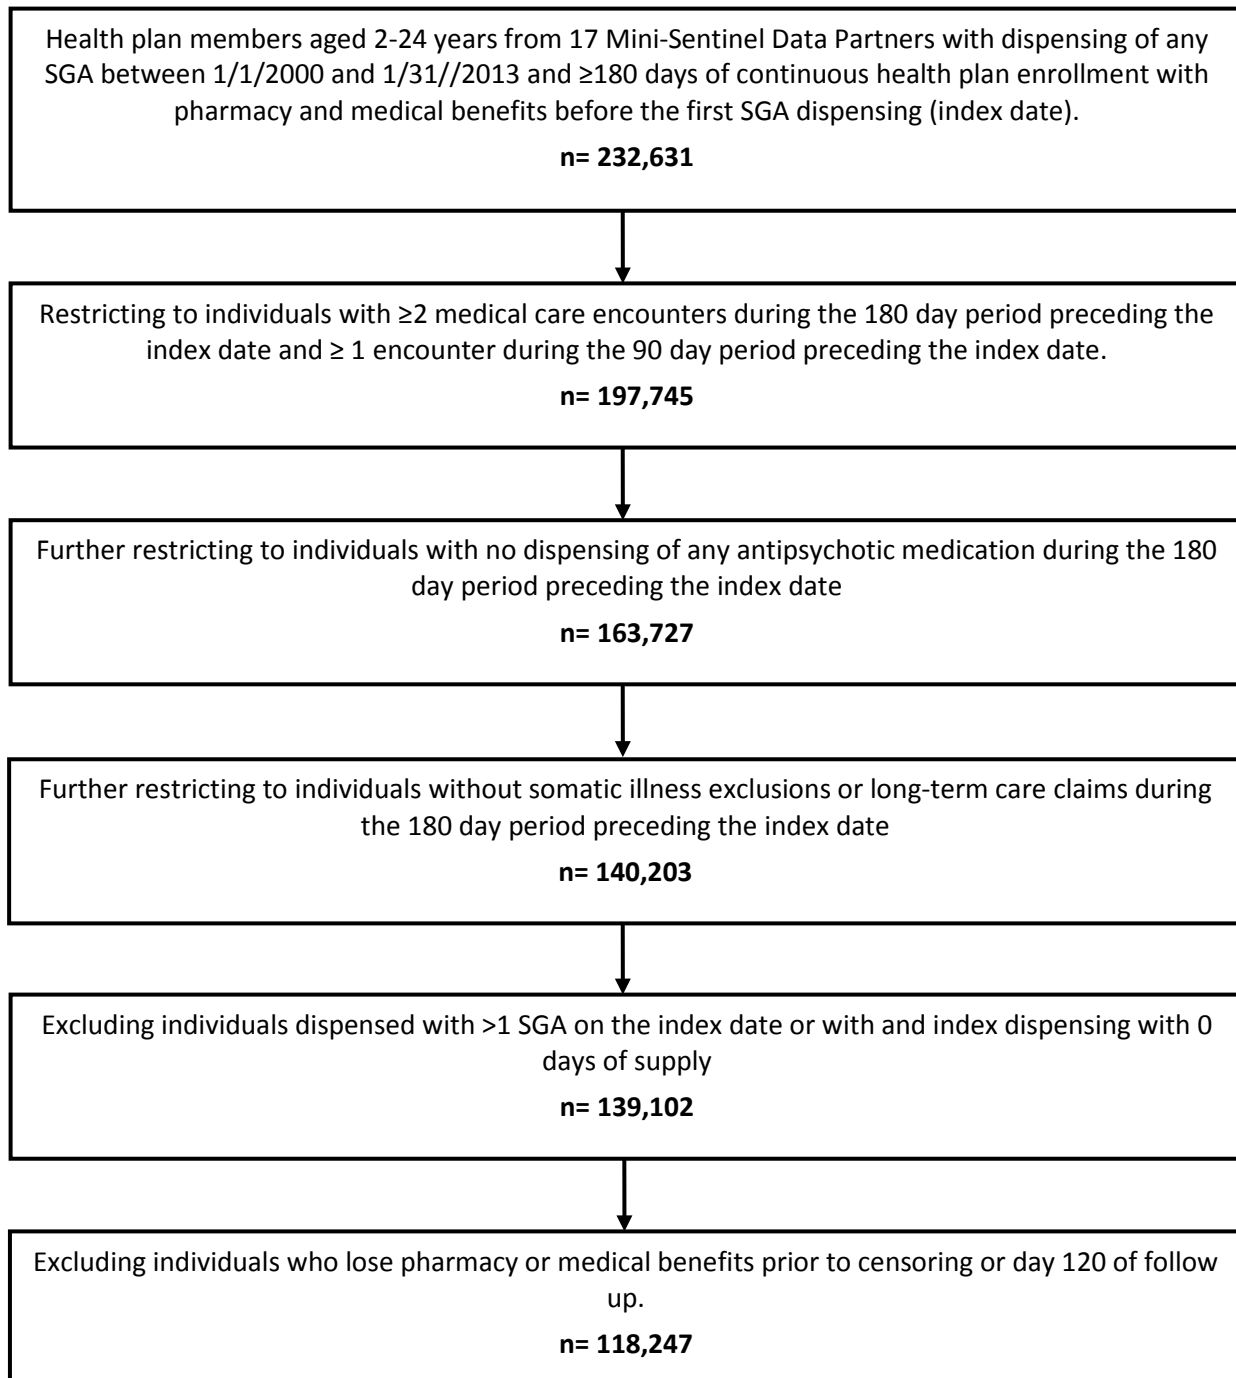 Health plan members aged 2-24 years from 17 Mini-Sentinel Data Partners with dispensing of any
SGA between 1/1/2000 and 1/31//2013 and ≥180 days of continuous health plan enrollment with
pharmacy and medical benefits before the first SGA dispensing (index date).
n= 232,631
Restricting to individuals with ≥2 medical care encounters during the 180 day period preceding the
index date and ≥ 1 encounter during the 90 day period preceding the index date.
n= 197,745
Further restricting to individuals with no dispensing of any antipsychotic medication during the 180
day period preceding the index date
n= 163,727
Further restricting to individuals without somatic illness exclusions or long-term care claims during
the 180 day period preceding the index date
n= 140,203
Excluding individuals dispensed with >1 SGA on the index date or with and index dispensing with 0
days of supply
n= 139,102
Excluding individuals who lose pharmacy or medical benefits prior to censoring or day 120 of follow
up.
n= 118,247